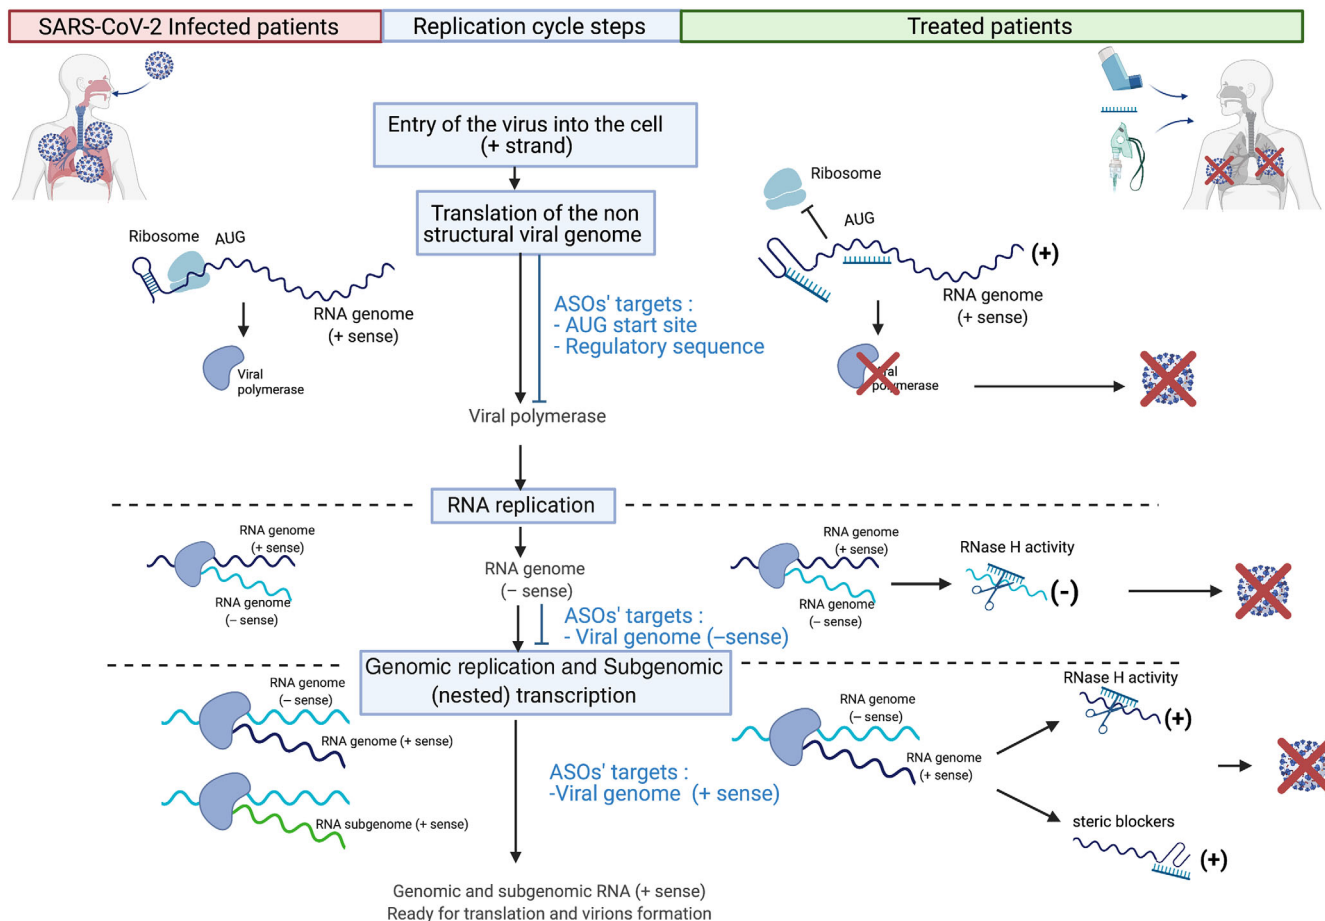 SARS-CoV-2 Infected patients
Replication cycle steps
Treated patients
Entry of the virus into the cell
(+ strand)
Translation of the non
structural viral genome
Ribosome
AUG
RNA genome
(+ sense)
Viral
polymerase
ASOs' targets :
- AUG start site
- Regulatory sequence
Viral polymerase
Ribosome
AUG
(+)
RNA genome
(+ sense)
Viral
polymerase
RNA replication
RNA genome
(+ sense)
RNA genome
(– sense)
RNA genome
(– sense)
ASOs' targets :
- Viral genome (–sense)
RNA genome
(+ sense)
RNA genome
(– sense)
RNase H activity
(-)
Genomic replication and Subgenomic
(nested) transcription
RNA genome
(– sense)
RNA genome (+ sense)
RNA subgenome (+ sense)
ASOs' targets :
-Viral genome (+ sense)
RNA genome
(– sense)
RNA genome
(+ sense)
RNase H activity
(+)
steric blockers
(+)
Genomic and subgenomic RNA (+ sense)
Ready for translation and virions formation